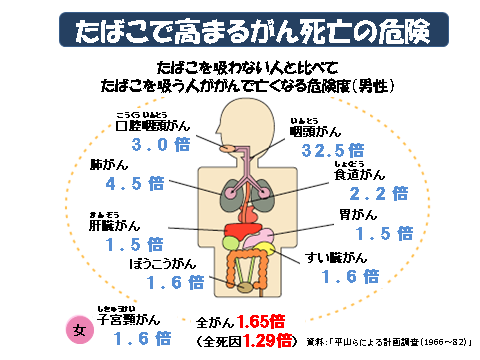 たばこで高まるがん死亡の危険
たばこを吸わない人と比べて
たばこを吸う人ががんで亡くなる危険度(男性)
こうくういんとう
口腔咽頭がん
3.0倍
いんとう
咽頭がん
32.5倍
肺がん
4.5倍
しょくどう
食道がん
2.2倍
かんぞう
肝臓がん
1.5倍
胃がん
1.5倍
ぼうこうがん
1.6倍
すい臓がん
1.6倍
女
しきゅうけい
子宮頸がん
1.6倍
全がん1.65倍
(全死因1.29倍)
資料:「平山らによる計画調査(1966~82)」